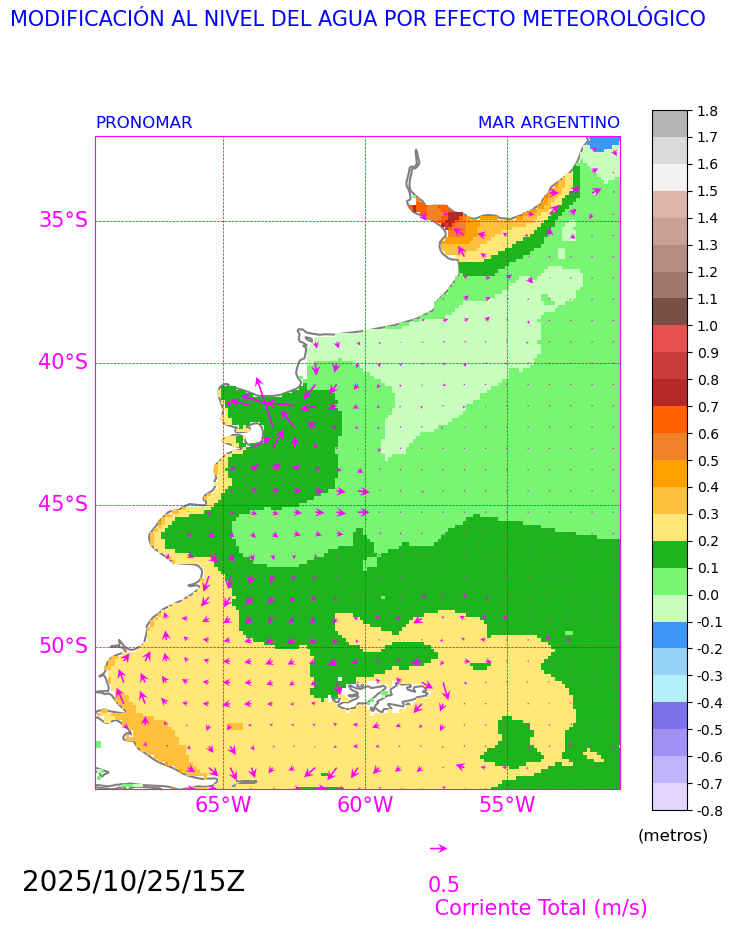 MODIFICACIÓN AL NIVEL DEL AGUA POR EFECTO METEOROLÓGICO
PRONOMAR
MAR ARGENTINO
35°S
40°S
45°S
50°S
65°W
60°W
55°W
1.8
1.7
1.6
1.5
1.4
1.3
1.2
1.1
1.0
0.9
0.8
0.7
0.6
0.5
0.4
0.3
0.2
0.1
0.0
-0.1
-0.2
-0.3
-0.4
-0.5
-0.6
-0.7
-0.8
(metros)
2025/10/25/15Z
0.5
Corriente Total (m/s)